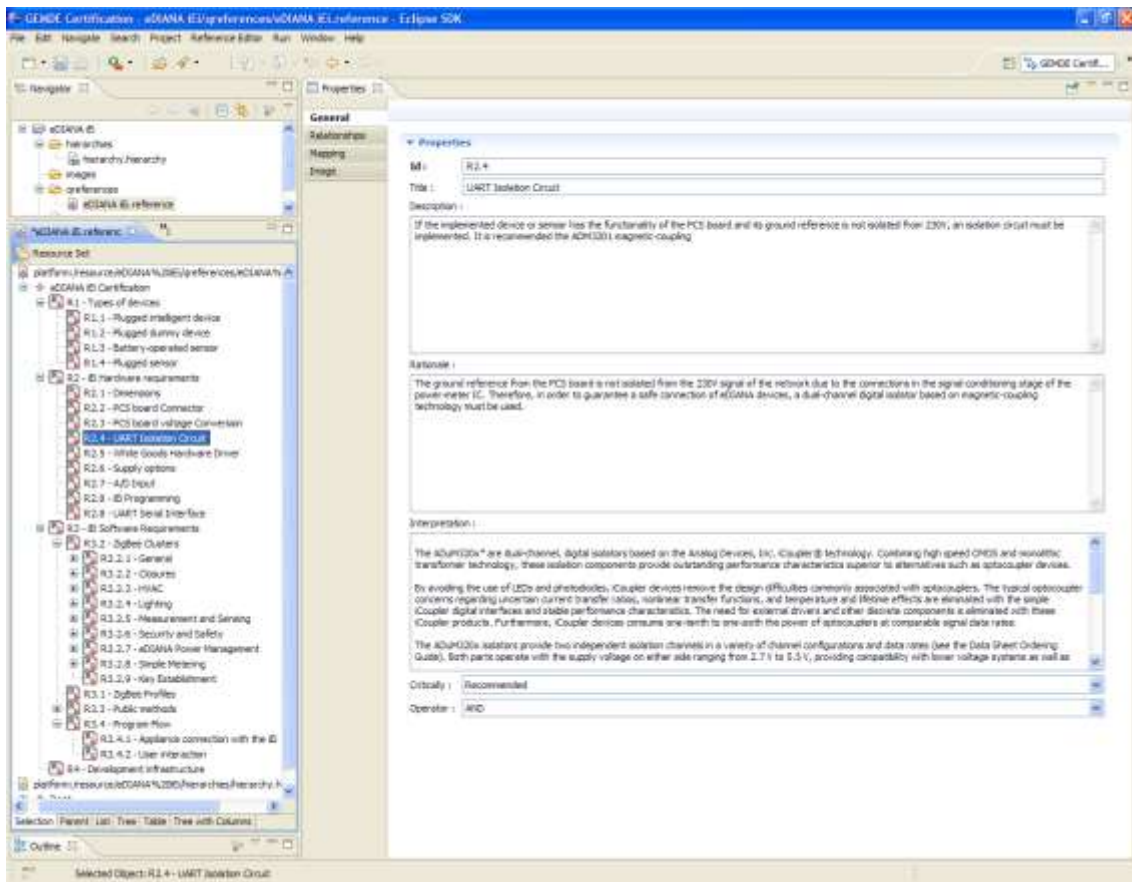 GEMDE Certification - eDIANA iEi/qreferences/eDIANA iEi.reference - Eclipse SDK
File Edit Navigate Search Project Reference Editor Run Window Help
GEMDE Certif...
Navigator
eDIANA iEi
hierarchies
hierarchy.hierarchy
images
qreferences
eDIANA iEi.reference
*eDIANA iEi.referenc
Resource Set
platform:/resource/eDIANA%20iEi/qreferences/eDIANA%
eDIANA iEi Certification
R1 - Types of devices
R1.1 - Plugged intelligent device
R1.2 - Plugged dummy device
R1.3 - Battery-operated sensor
R1.4 - Plugged sensor
R2 - iEi Hardware requirements
R2.1 - Dimensions
R2.2 - PCS board Connector
R2.3 - PCS board voltage Conversion
R2.4 - UART Isolation Circuit
R2.5 - White Goods Hardware Driver
R2.6 - Supply options
R2.7 - A/D Input
R2.8 - iEi Programming
R2.8 - UART Serial Interface
R3 - iEi Software Requirements
R3.2 - ZigBee Clusters
R3.2.1 - General
R3.2.2 - Closures
R3.2.3 - HVAC
R3.2.4 - Lighting
R3.2.5 - Measurement and Sensing
R3.2.6 - Security and Safety
R3.2.7 - eDIANA Power Management
R3.2.8 - Simple Metering
R3.2.9 - Key Establishment
R3.1 - ZigBee Profiles
R3.3 - Public methods
R3.4 - Program Flow
R3.4.1 - Appliance connection with the iEi
R3.4.2 - User interaction
R4 - Development infraestructure
platform:/resource/eDIANA%20iEi/hierarchies/hierarchy.h
Selection Parent List Tree Table Tree with Columns
Outline
Selected Object: R2.4 - UART Isolation Circuit
Properties
General
Relationships
Mapping
Image
Properties
Id : R2.4
Title : UART Isolation Circuit
Description :
If the implemented device or sensor has the functionality of the PCS board and its ground reference is not isolated from 230V, an isolation circuit must be
implemented. It is recommended the ADM3201 magnetic-coupling
Rationale :
The ground reference from the PCS board is not isolated from the 230V signal of the network due to the connections in the signal conditioning stage of the
power-meter IC. Therefore, in order to guarantee a safe connection of eDIANA devices, a dual-channel digital isolator based on magnetic-coupling
technology must be used.
Interpretation :
The ADuM320x* are dual-channel, digital isolators based on the Analog Devices, Inc. iCoupler® technology. Combining high speed CMOS and monolithic
transformer technology, these isolation components provide outstanding performance characteristics superior to alternatives such as optocoupler devices.
By avoiding the use of LEDs and photodiodes, iCoupler devices remove the design difficulties commonly associated with optocouplers. The typical optocoupler
concerns regarding uncertain current transfer ratios, nonlinear transfer functions, and temperature and lifetime effects are eliminated with the simple
iCoupler digital interfaces and stable performance characteristics. The need for external drivers and other discrete components is eliminated with these
iCoupler products. Furthermore, iCoupler devices consume one-tenth to one-sixth the power of optocouplers at comparable signal data rates.
The ADuM320x isolators provide two independent isolation channels in a variety of channel configurations and data rates (see the Data Sheet Ordering
Guide). Both parts operate with the supply voltage on either side ranging from 2.7 V to 5.5 V, providing compatibility with lower voltage systems as well as
Critically : Recommended
Operator : AND